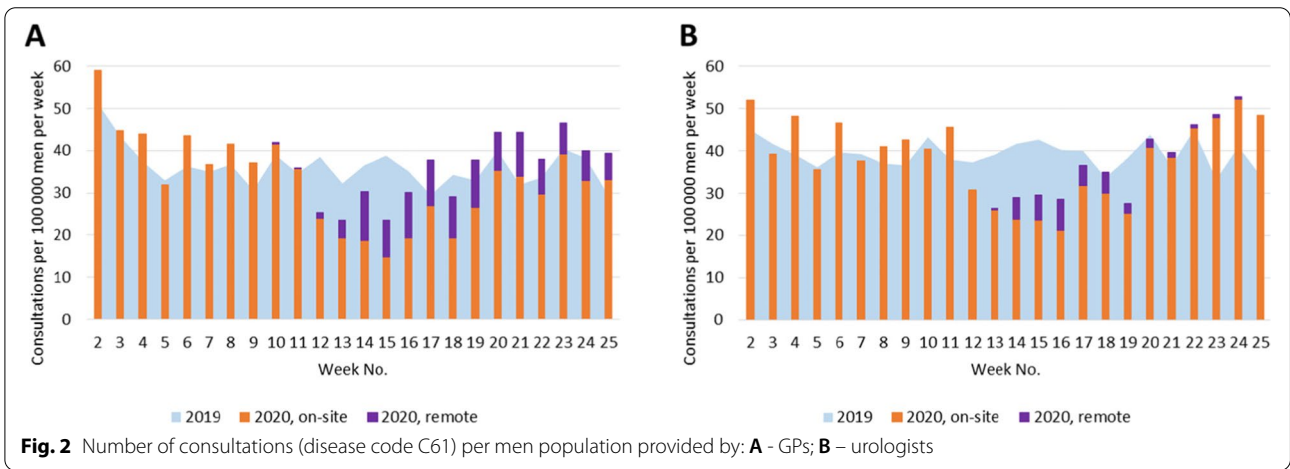 A
Consultations per 100 000 men per week
60
50
40
30
20
10
0
2 3 4 5 6 7 8 9 10 11 12 13 14 15 16 17 18 19 20 21 22 23 24 25
Week No.
2019 2020, on-site 2020, remote
B
Consultations per 100 000 men per week
60
50
40
30
20
10
0
2 3 4 5 6 7 8 9 10 11 12 13 14 15 16 17 18 19 20 21 22 23 24 25
Week No.
2019 2020, on-site 2020, remote
Fig. 2 Number of consultations (disease code C61) per men population provided by: A - GPs; B – urologists